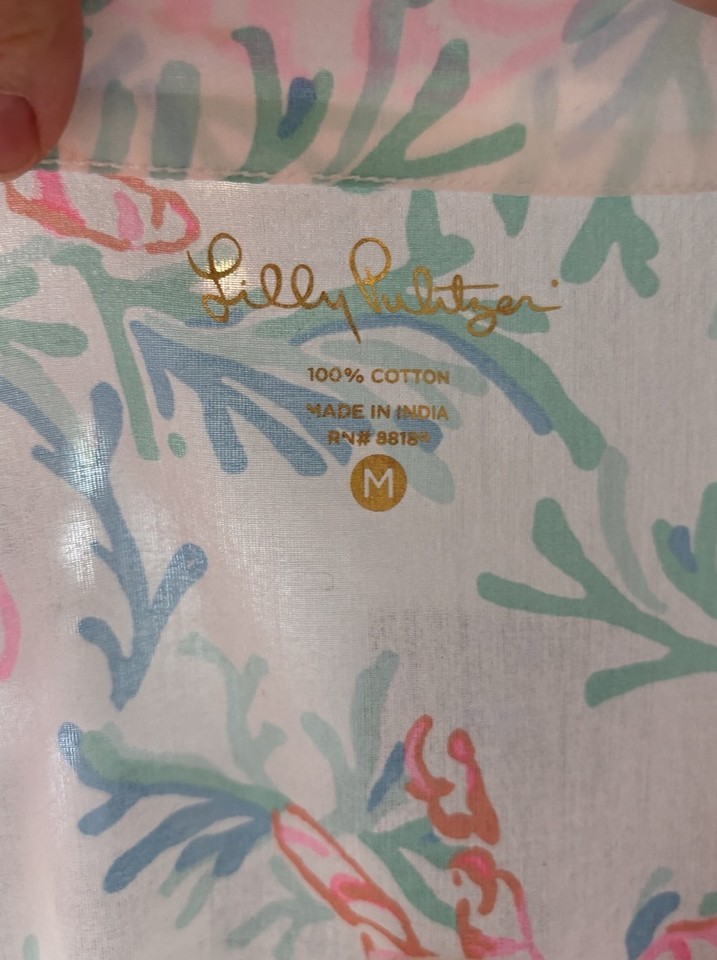 Lilly Pulitzer
100% COTTON
MADE IN INDIA
RN#
M